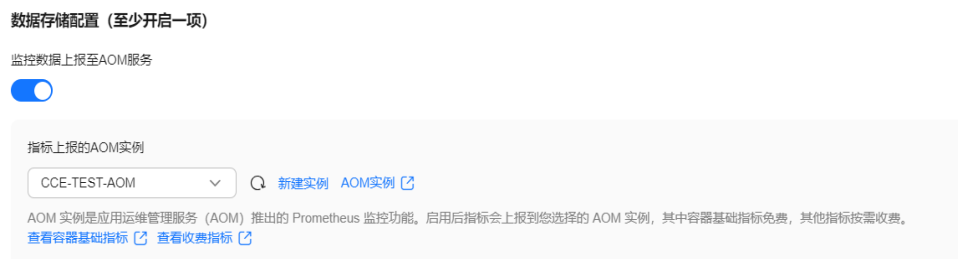 数据存储配置（至少开启一项）
监控数据上报至AOM服务
指标上报的AOM实例
CCE-TEST-AOM 新建实例 AOM实例
AOM 实例是应用运维管理服务（AOM）推出的 Prometheus 监控功能。启用后指标会上报到您选择的 AOM 实例，其中容器基础指标免费，其他指标按需收费。
查看容器基础指标 查看收费指标